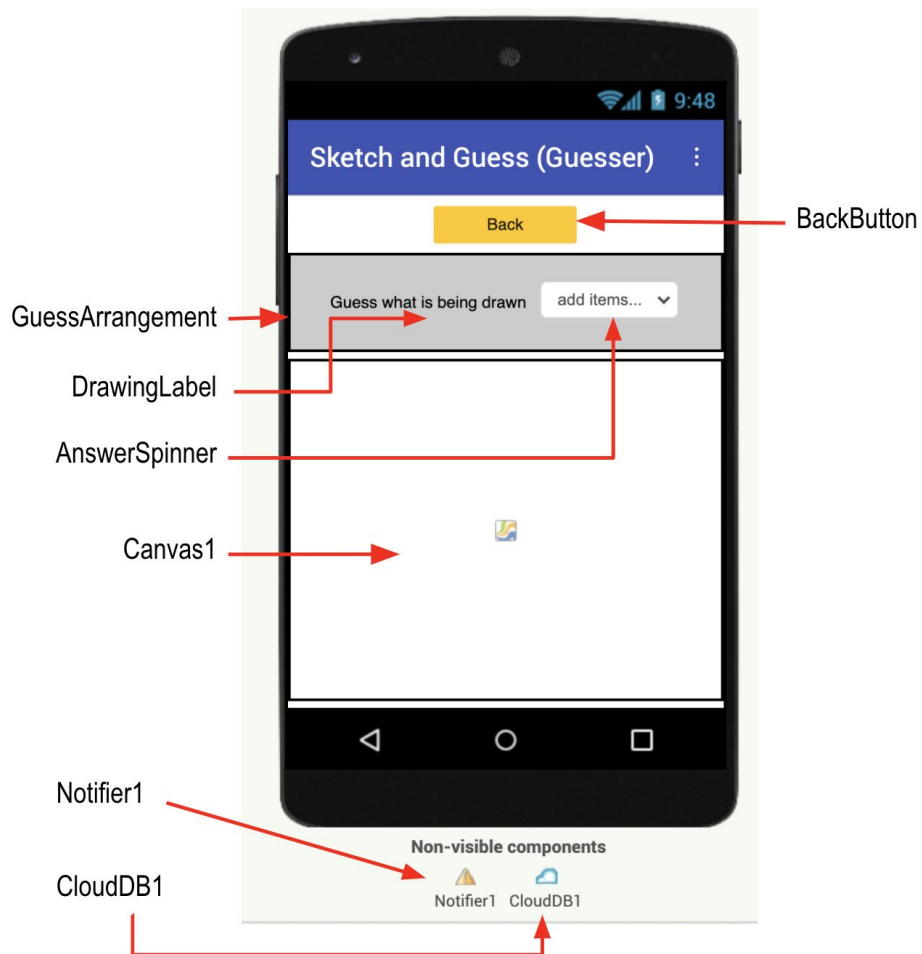 9:48
Sketch and Guess (Guesser)
Back
BackButton
Guess what is being drawn
add items...
GuessArrangement
DrawingLabel
AnswerSpinner
Canvas1
Notifier1
Non-visible components
Notifier1 CloudDB1
CloudDB1